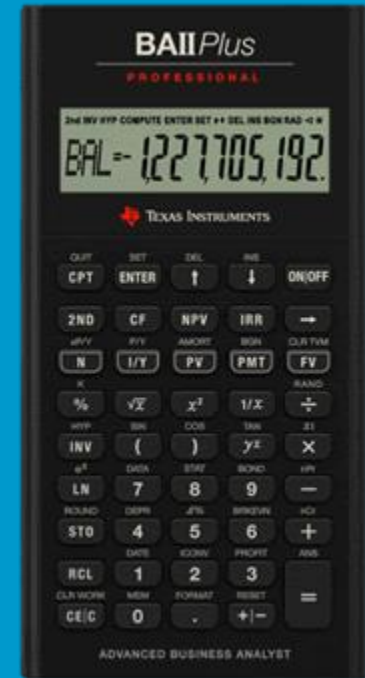 BAII Plus
PROFESSIONAL
2nd INV HYP COMPUTE ENTER SET ↑↓ DEL INS BGN RAD
BAL=-1,227,705,192.
TEXAS INSTRUMENTS
QUIT SET DEL INS
CPT ENTER ↑ ↓ ON|OFF
2ND CF NPV IRR →
xP/Y P/Y AMORT BGN CLR TVM
N I/Y PV PMT FV
K RAND
% √x x² 1/x ÷
HYP SIN COS TAN
INV ( ) yˣ ×
eˣ DATA STAT BOND nPr
LN 7 8 9 −
ROUND DEPR Δ% BRKEVN nCr
STO 4 5 6 +
DATE ICONV PROFIT ANS
RCL 1 2 3 =
CLR WORK MEM FORMAT RESET
CE|C 0 . +|−
ADVANCED BUSINESS ANALYST